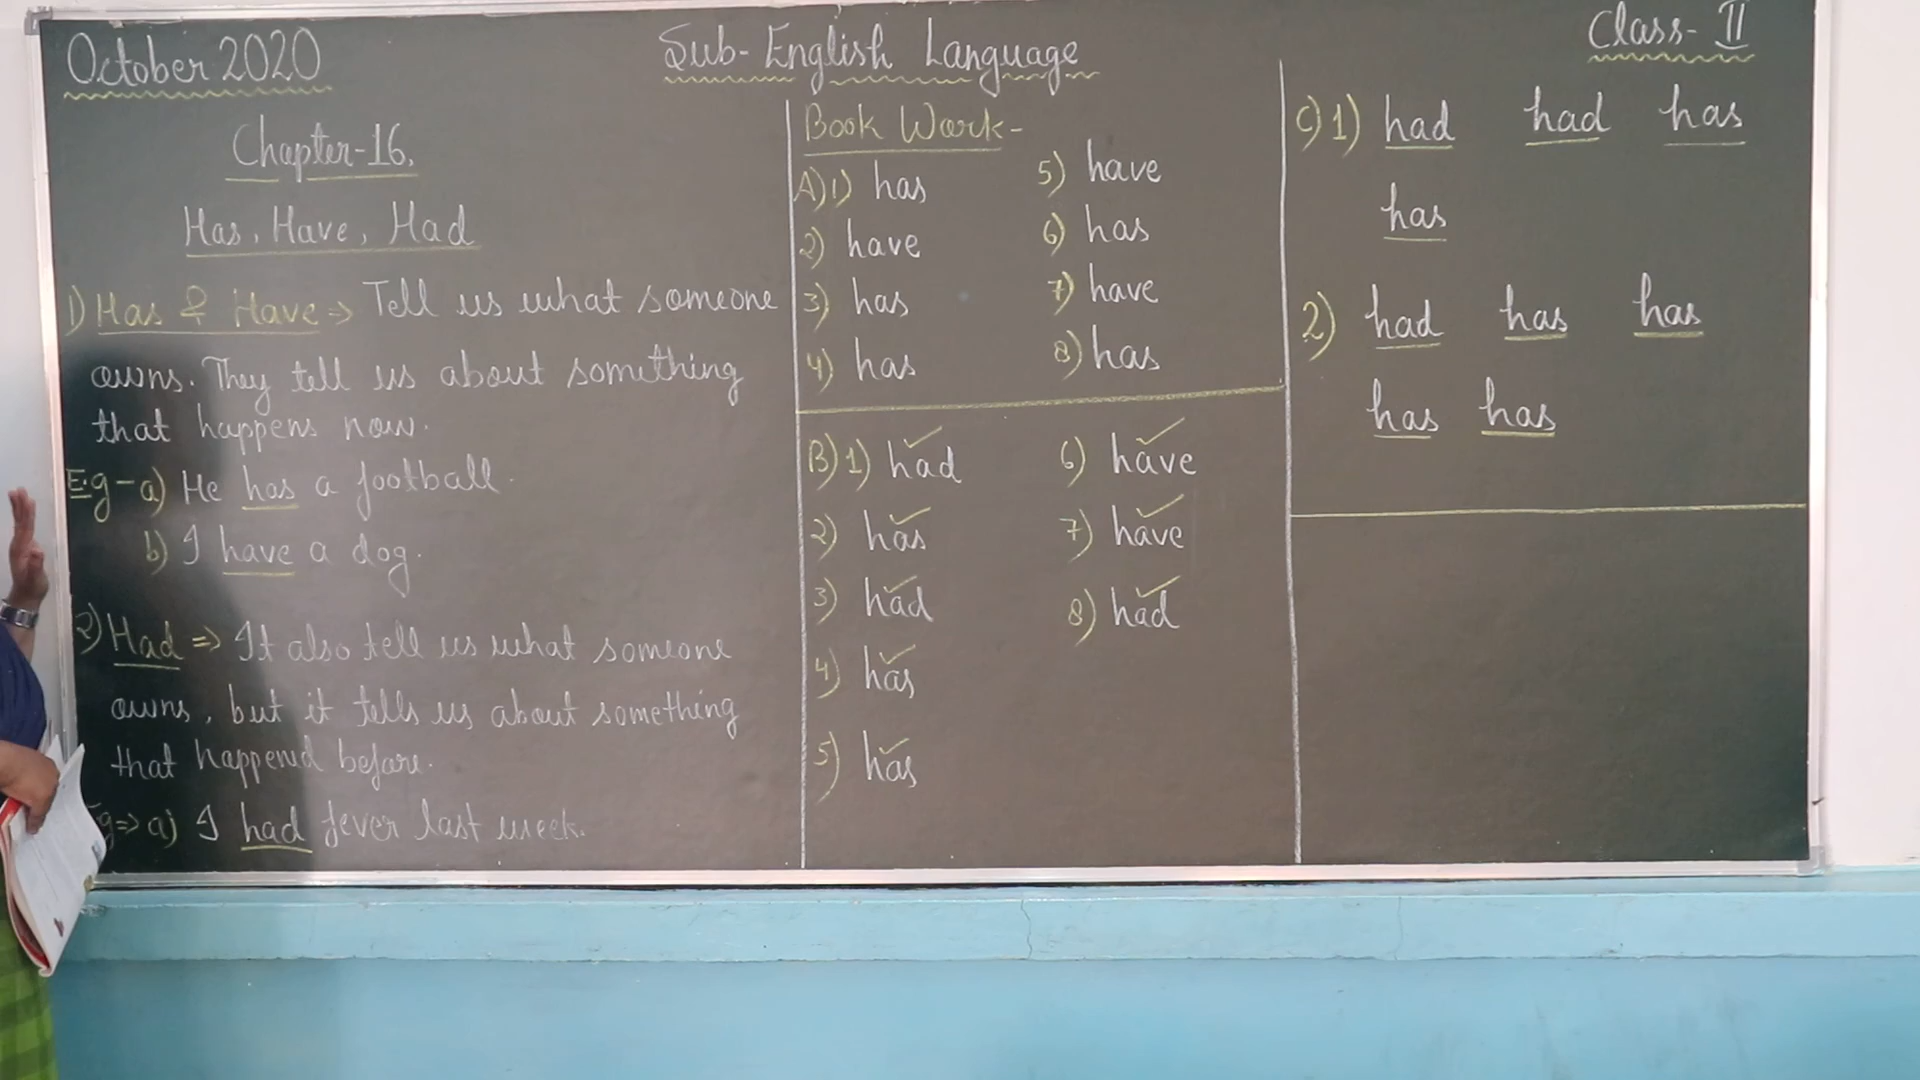 October 2020
Sub- English Language
Class- II
Chapter-16.
Has, Have, Had
1) Has & Have => Tell us what someone
owns. They tell us about something
that happens now.
E.g - a) He has a football.
b) I have a dog.
2) Had => It also tell us what someone
owns, but it tells us about something
that happened before.
Eg => a) I had fever last week.
Book Work-
A) 1) has
2) have
3) has
4) has
5) have
6) has
7) have
8) has
B) 1) had
2) has
3) had
4) has
5) has
6) have
7) have
8) had
C) 1) had had has
has
2) had has has
has has